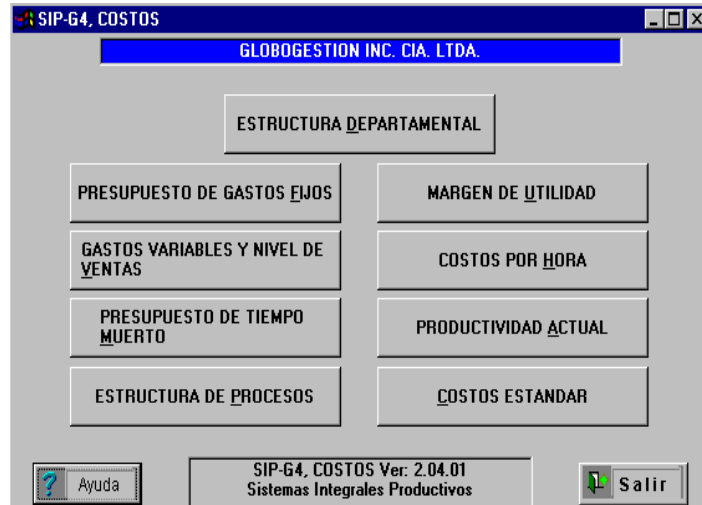 SIP-G4, COSTOS
GLOBOGESTION INC. CIA. LTDA.
ESTRUCTURA DEPARTAMENTAL
PRESUPUESTO DE GASTOS FIJOS
MARGEN DE UTILIDAD
GASTOS VARIABLES Y NIVEL DE
VENTAS
COSTOS POR HORA
PRESUPUESTO DE TIEMPO
MUERTO
PRODUCTIVIDAD ACTUAL
ESTRUCTURA DE PROCESOS
COSTOS ESTANDAR
Ayuda
SIP-G4, COSTOS Ver: 2.04.01
Sistemas Integrales Productivos
Salir